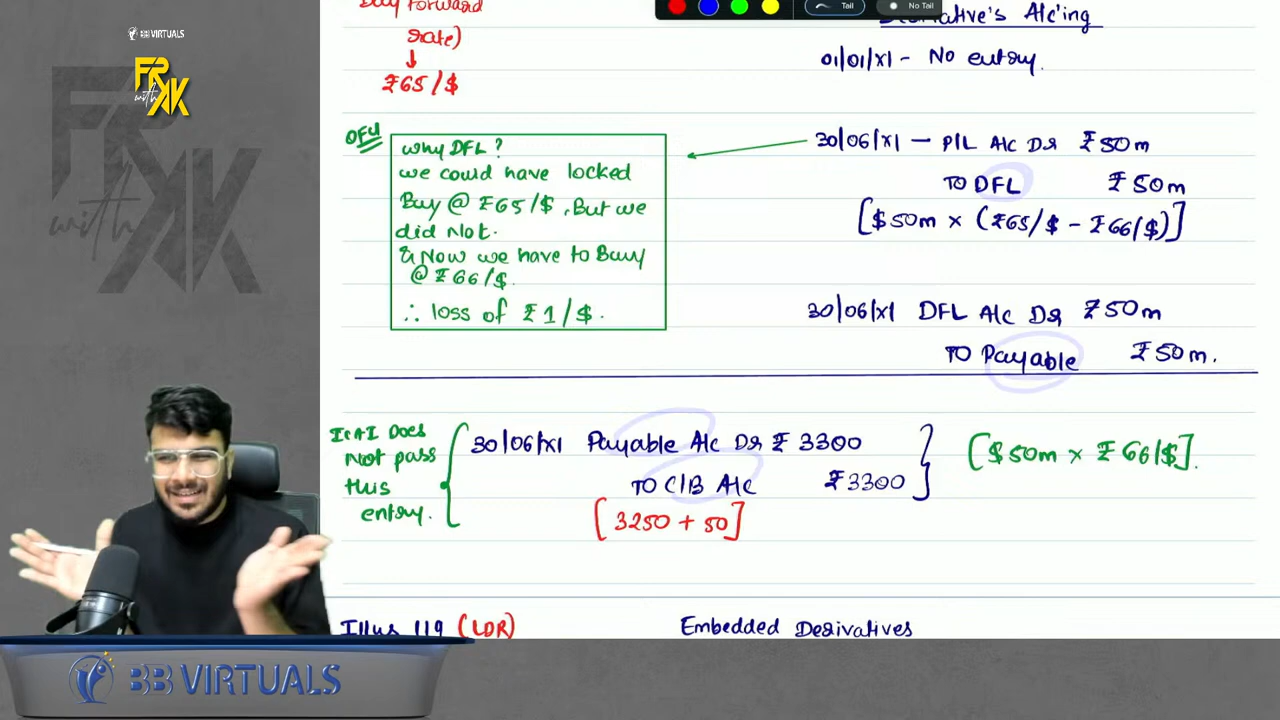 BB VIRTUALS
FR
with
KK
Day forward
rate)
↓
₹65/$
Tail
No Tail
Derivative's A/c'ing
01/01/x1 - No entry.
DFL
Why DFL?
we could have locked
Buy @ ₹65/$, But we
did Not.
& Now we have to Buy
@ ₹66/$.
∴ loss of ₹1/$.
30/06/x1 — P/L A/c Dr ₹50m
TO DFL ₹50m
[$50m × (₹65/$ - ₹66/$)]
30/06/x1 DFL A/c Dr ₹50m
TO Payable ₹50m.
ICAI Does
Not pass
this
entry.
30/06/x1 Payable A/c Dr ₹3300
TO C/B A/c ₹3300
[3250 + 50]
[$50m × ₹66/$].
Illus 119 (LDR)
Embedded Derivatives
BB VIRTUALS